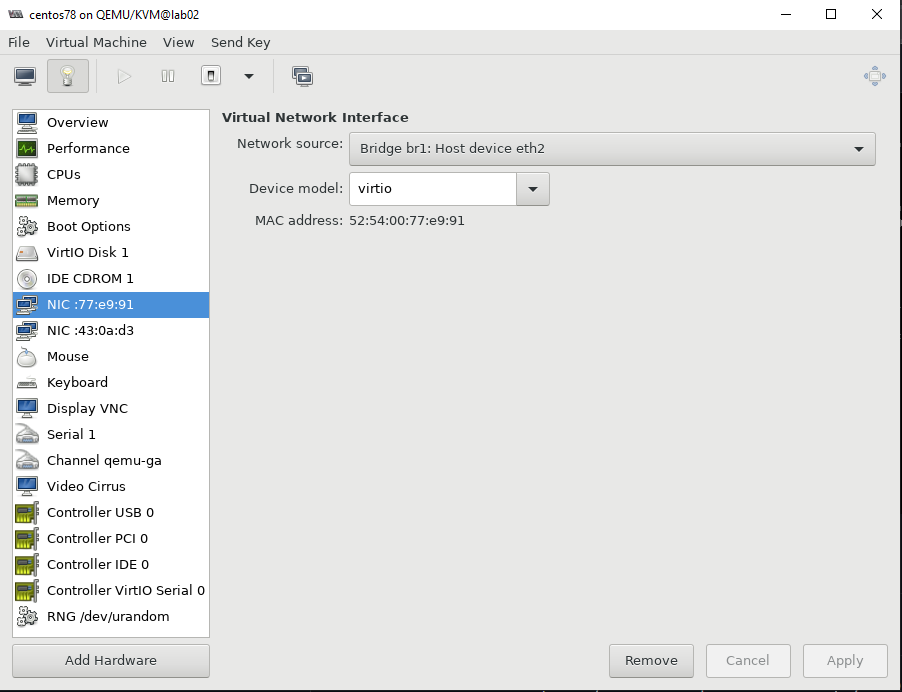 centos78 on QEMU/KVM@lab02
File Virtual Machine View Send Key
Overview
Performance
CPUs
Memory
Boot Options
VirtIO Disk 1
IDE CDROM 1
NIC :77:e9:91
NIC :43:0a:d3
Mouse
Keyboard
Display VNC
Serial 1
Channel qemu-ga
Video Cirrus
Controller USB 0
Controller PCI 0
Controller IDE 0
Controller VirtIO Serial 0
RNG /dev/urandom
Add Hardware
Virtual Network Interface
Network source: Bridge br1: Host device eth2
Device model: virtio
MAC address: 52:54:00:77:e9:91
Remove Cancel Apply